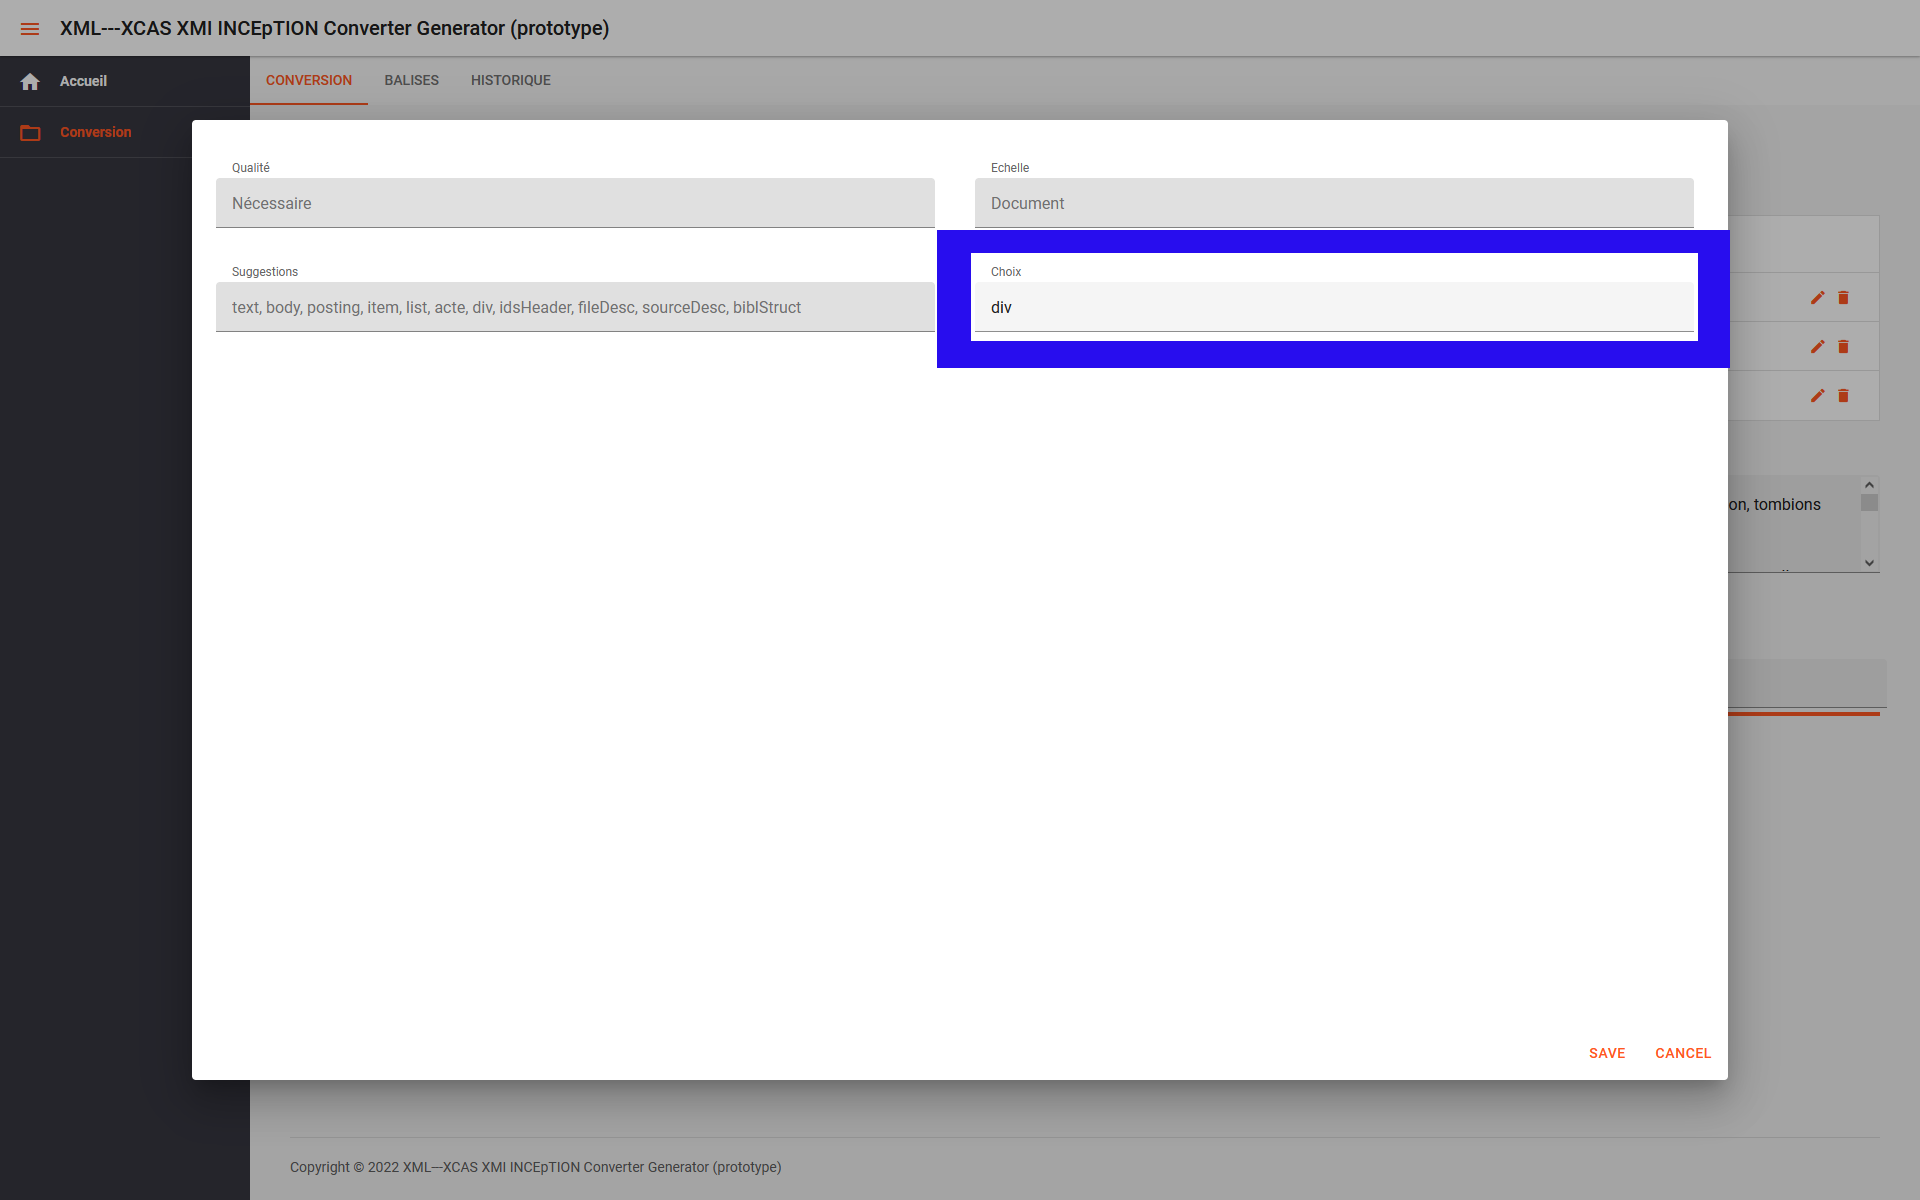 XML---XCAS XMI INCEpTION Converter Generator (prototype)
Accueil
CONVERSION BALISES HISTORIQUE
Conversion
Qualité
Nécessaire
Echelle
Document
Suggestions
text, body, posting, item, list, acte, div, idsHeader, fileDesc, sourceDesc, biblStruct
Choix
div
on, tombions
SAVE CANCEL
Copyright © 2022 XML---XCAS XMI INCEpTION Converter Generator (prototype)